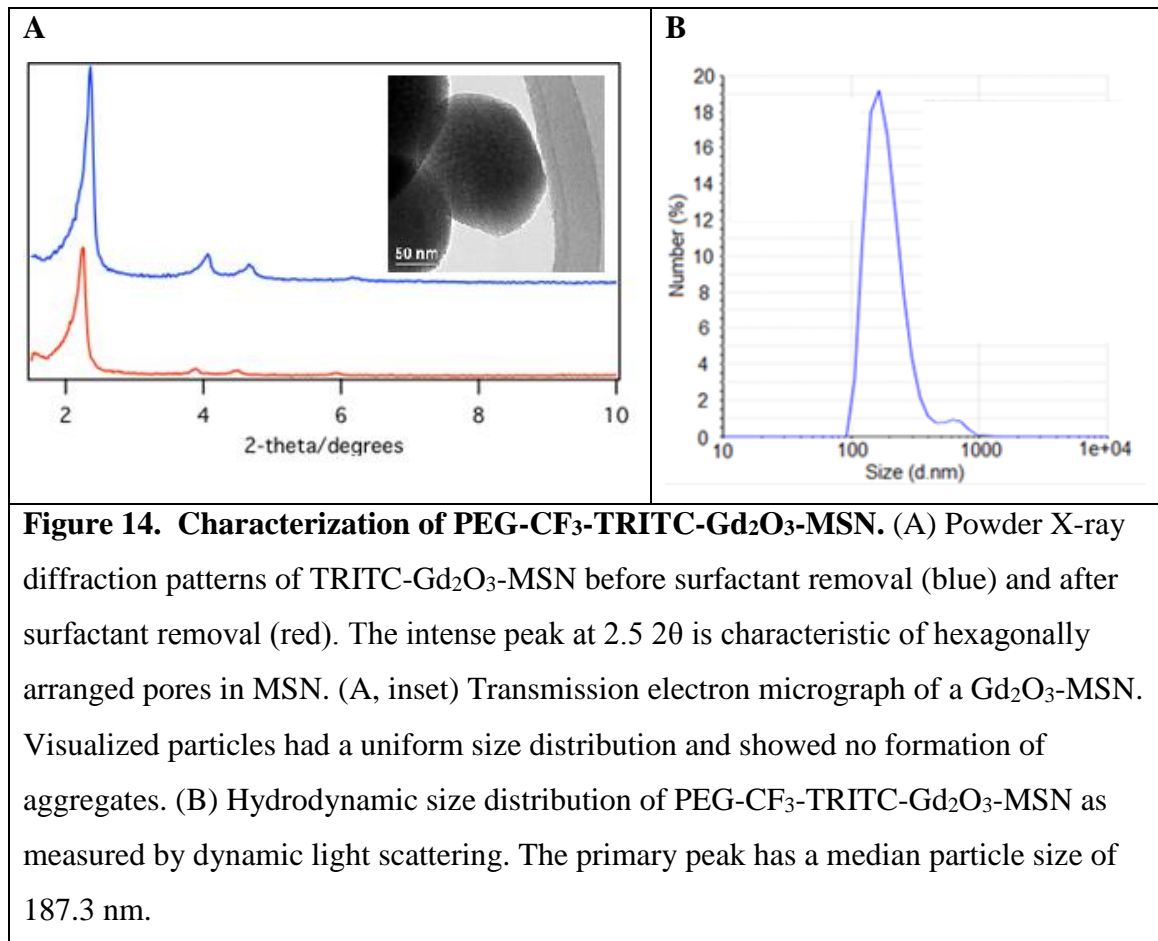 A
B
50 nm
2
4
6
8
10
2-theta/degrees
20
18
16
14
12
10
8
6
4
2
0
Number (%)
10
100
1000
1e+04
Size (d.nm)
Figure 14. Characterization of PEG-CF₃-TRITC-Gd₂O₃-MSN. (A) Powder X-ray
diffraction patterns of TRITC-Gd₂O₃-MSN before surfactant removal (blue) and after
surfactant removal (red). The intense peak at 2.5 2θ is characteristic of hexagonally
arranged pores in MSN. (A, inset) Transmission electron micrograph of a Gd₂O₃-MSN.
Visualized particles had a uniform size distribution and showed no formation of
aggregates. (B) Hydrodynamic size distribution of PEG-CF₃-TRITC-Gd₂O₃-MSN as
measured by dynamic light scattering. The primary peak has a median particle size of
187.3 nm.